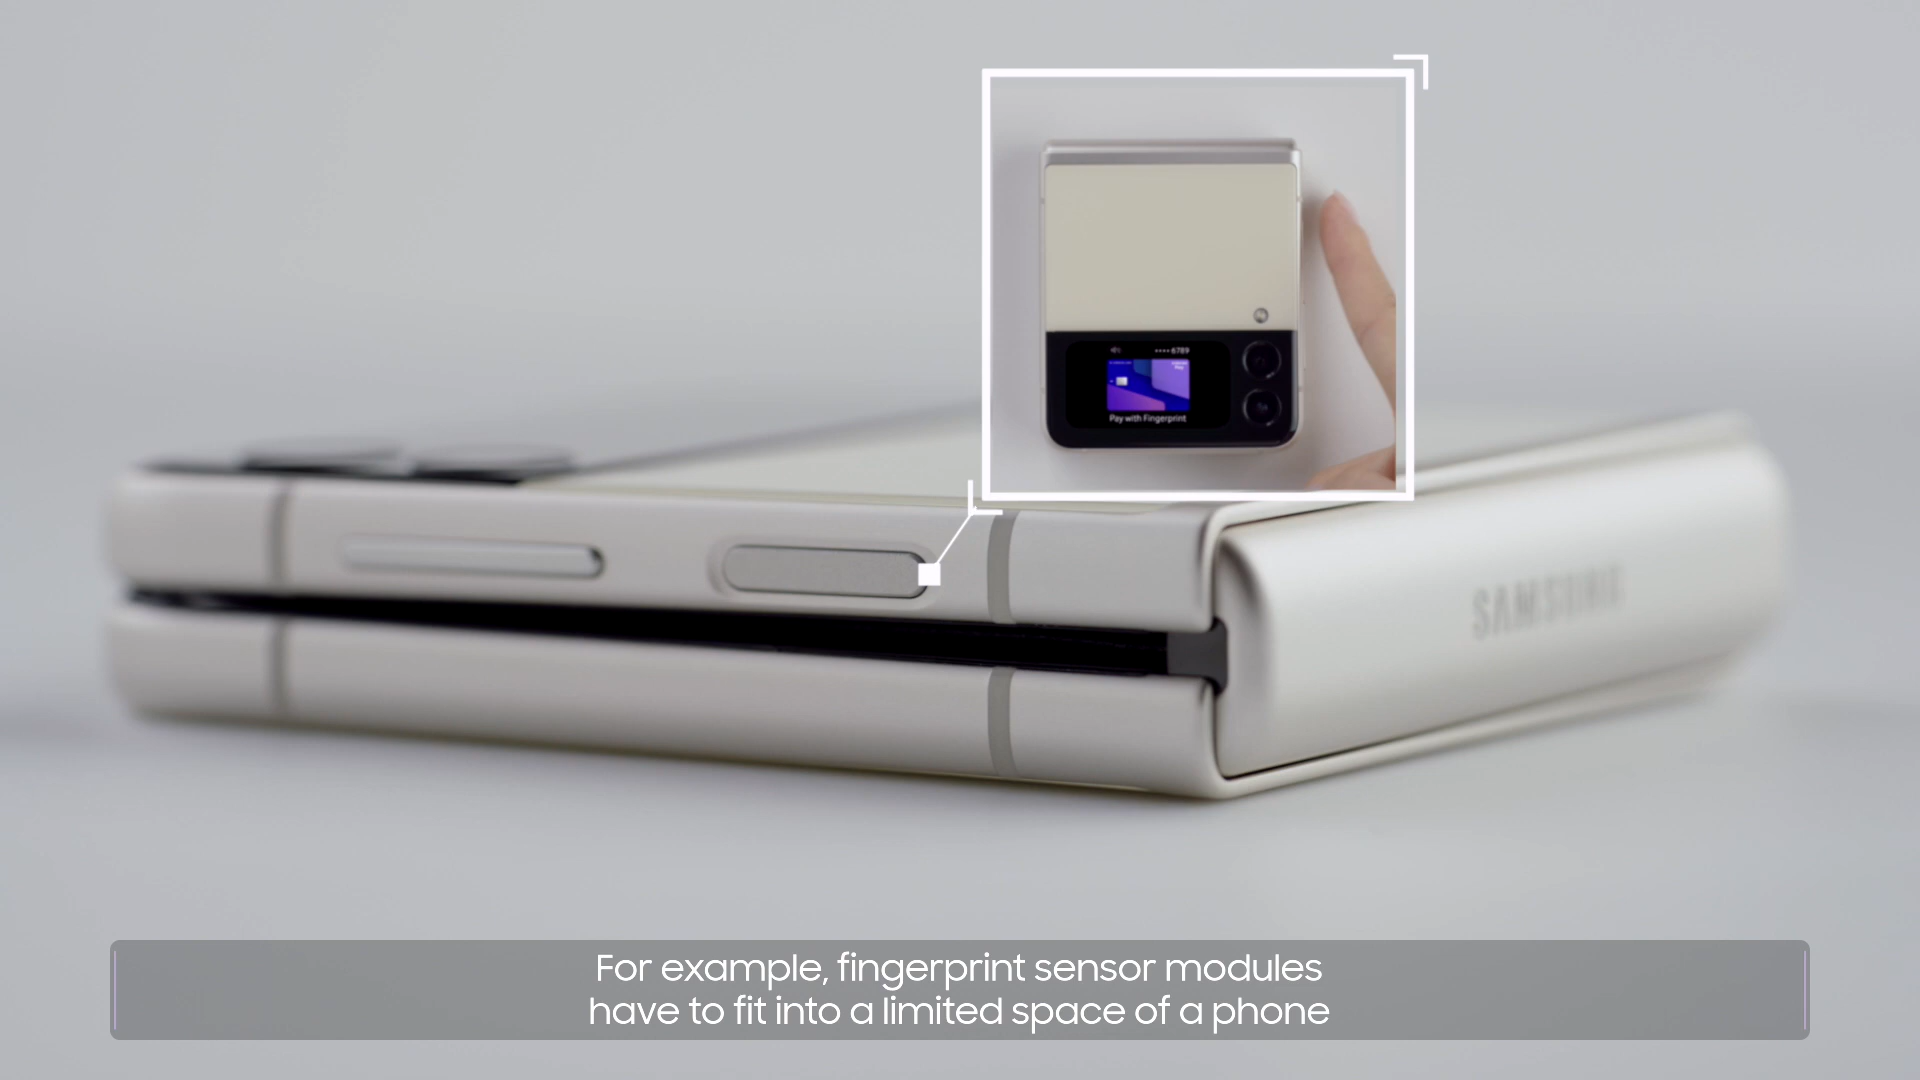 •••• 6789
Pay with Fingerprint
SAMSUNG
For example, fingerprint sensor modules
have to fit into a limited space of a phone